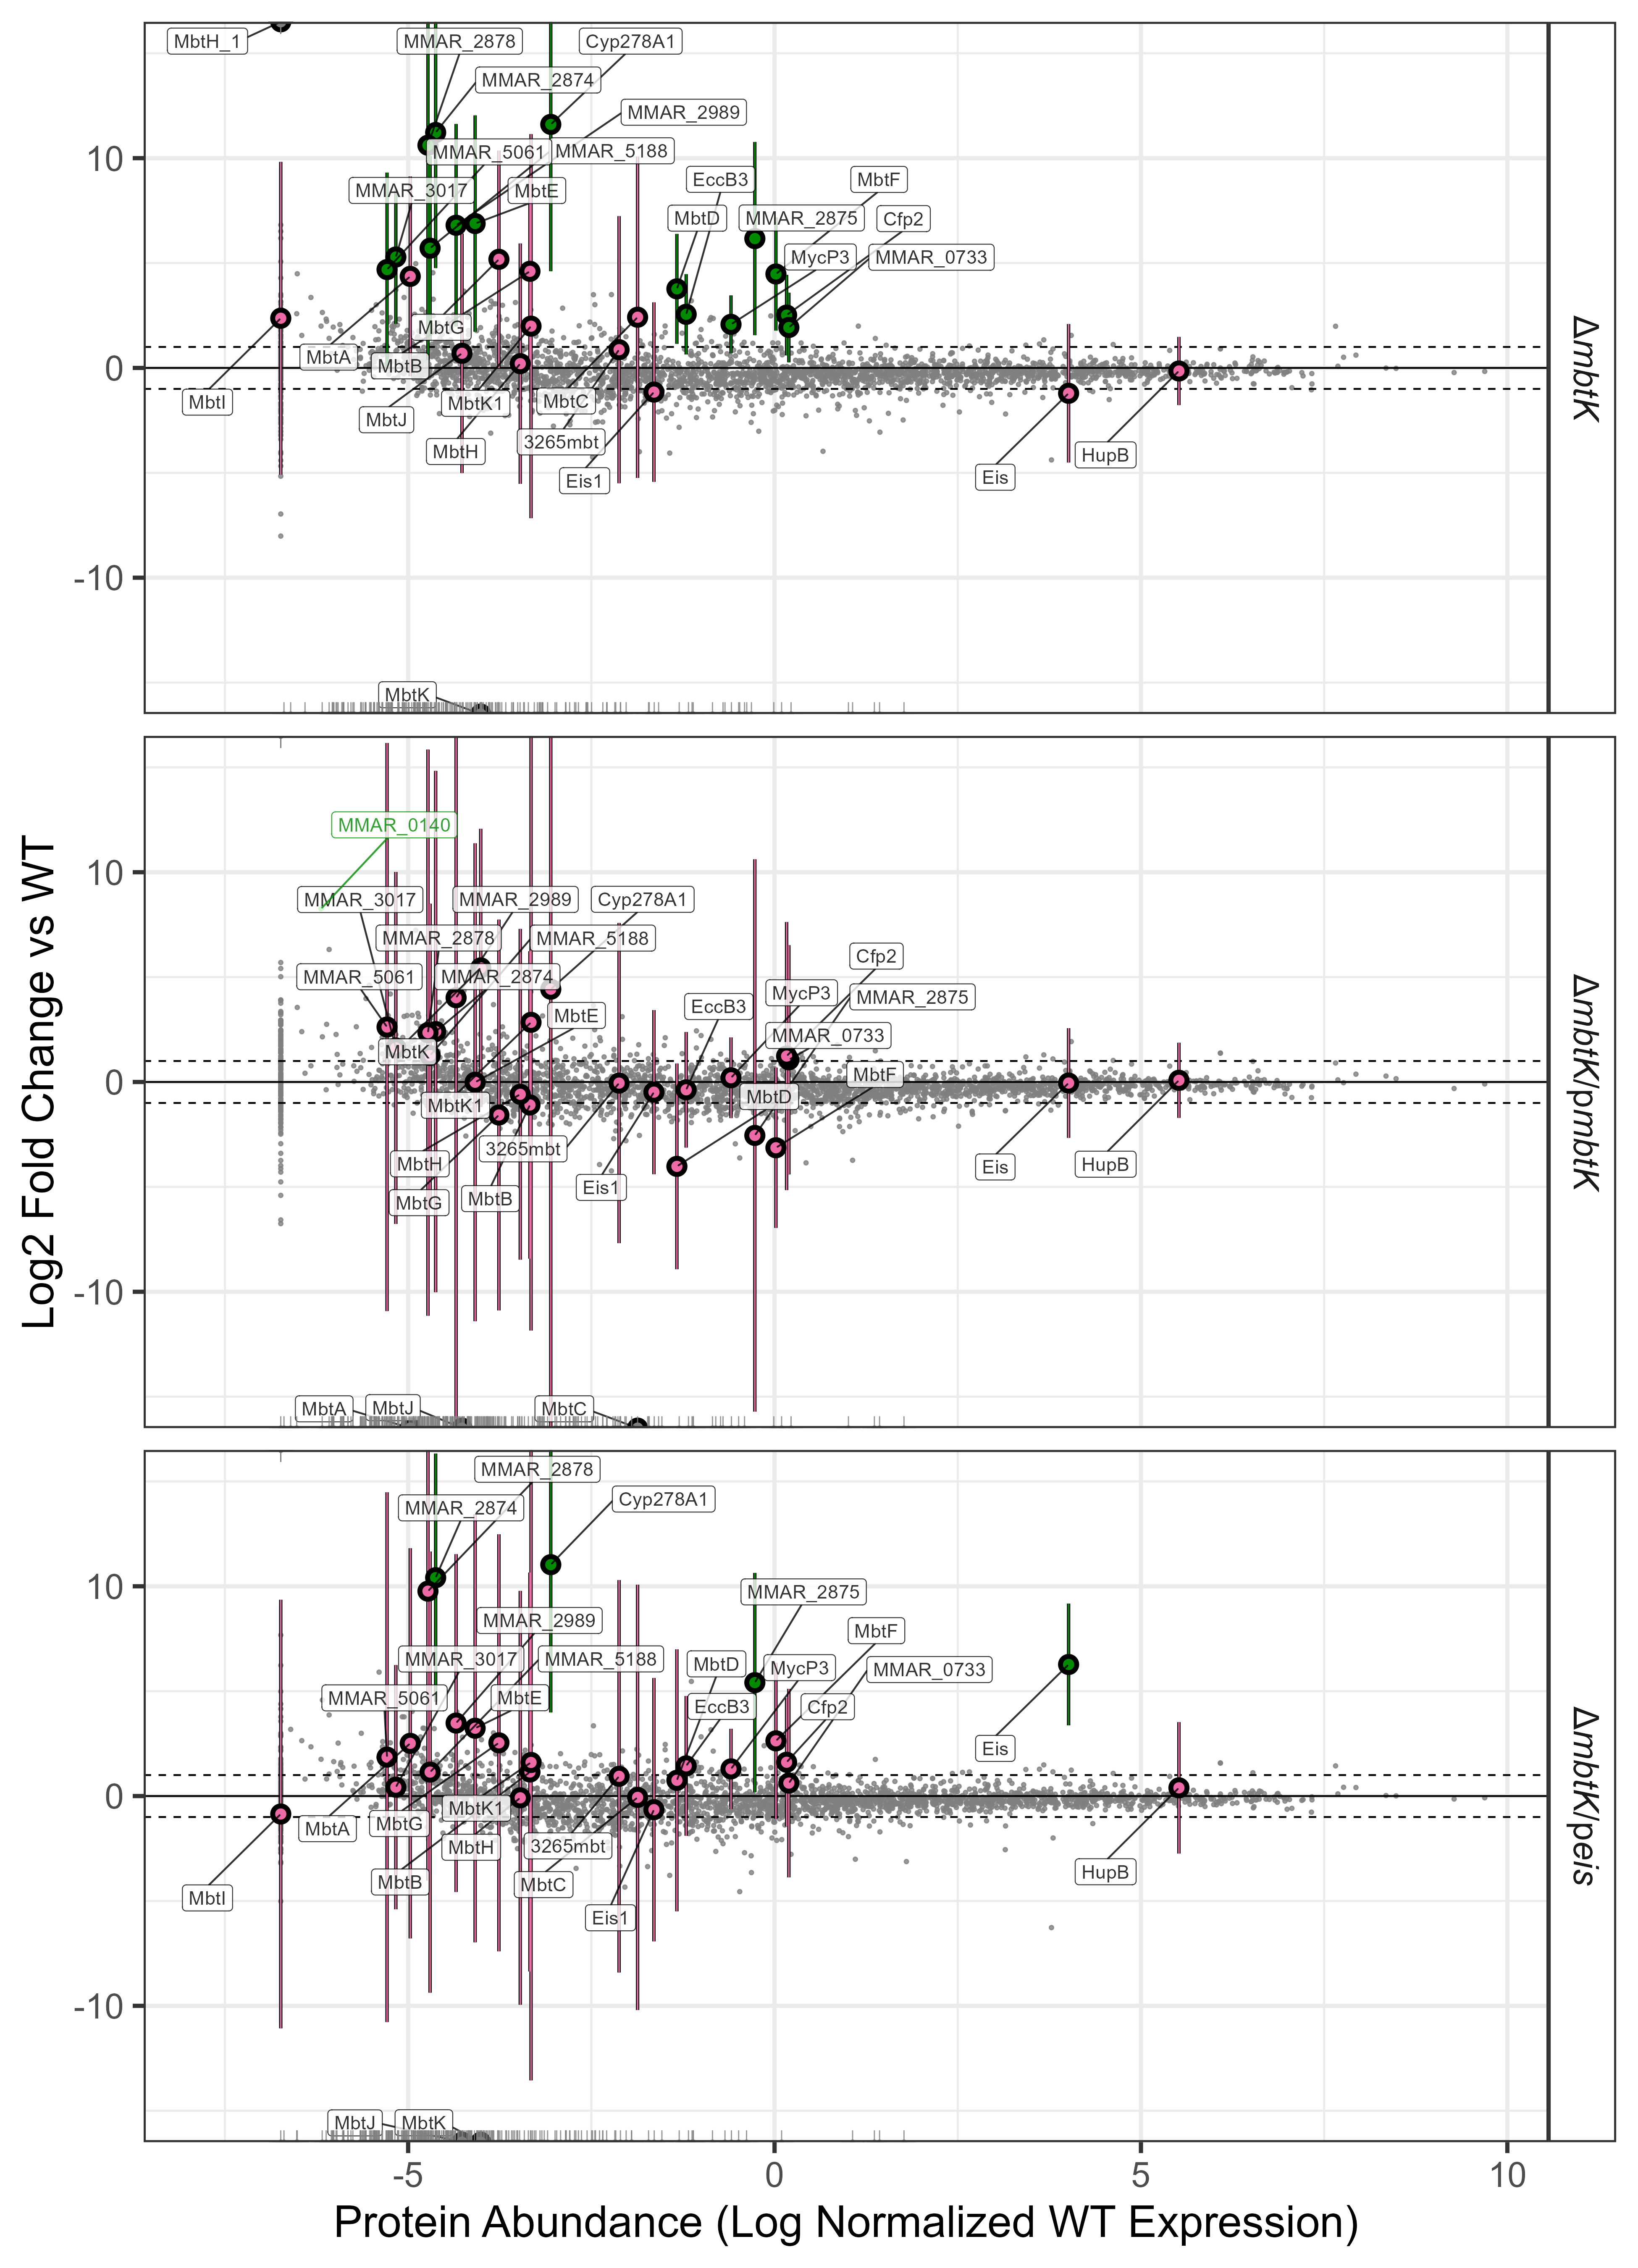 Log2 Fold Change vs WT
MbtH_1
MMAR_2878
Cyp278A1
MMAR_2874
MMAR_2989
10
MMAR_5061
MMAR_5188
MMAR_3017
MbtE
EccB3
MbtF
MbtD
MMAR_2875
Cfp2
MycP3
MMAR_0733
MbtG
MbtA
MbtB
0
MbtI
MbtJ
MbtK1
MbtC
MbtH
3265mbt
Eis1
Eis
HupB
-10
MbtK
ΔmbtK
MMAR_0140
10
MMAR_3017
MMAR_2989
Cyp278A1
MMAR_2878
MMAR_5188
Cfp2
MMAR_5061
MMAR_2874
MycP3
MMAR_2875
EccB3
MbtE
MMAR_0733
MbtK
MbtF
0
MbtK1
MbtD
MbtH
3265mbt
Eis1
Eis
HupB
MbtG
MbtB
-10
MbtA
MbtJ
MbtC
ΔmbtK/pmbtK
MMAR_2878
MMAR_2874
Cyp278A1
10
MMAR_2875
MMAR_2989
MbtF
MMAR_3017
MMAR_5188
MbtD
MycP3
MMAR_0733
MMAR_5061
MbtE
EccB3
Cfp2
Eis
0
MbtK1
MbtA
MbtG
MbtH
3265mbt
MbtB
MbtC
MbtI
Eis1
HupB
-10
MbtJ
MbtK
ΔmbtK/peis
-5
0
5
10
Protein Abundance (Log Normalized WT Expression)